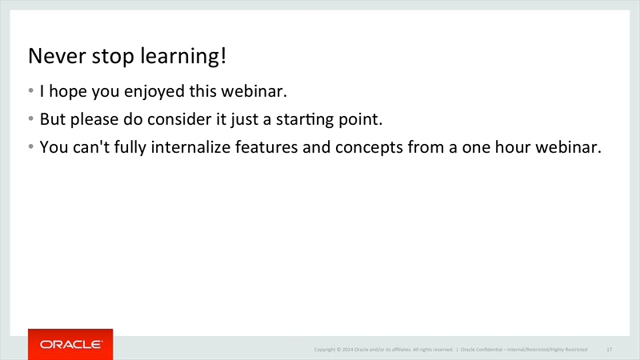 Never stop learning!
• I hope you enjoyed this webinar.
• But please do consider it just a starting point.
• You can't fully internalize features and concepts from a one hour webinar.
ORACLE
Copyright © 2014 Oracle and/or its affiliates. All rights reserved. | Oracle Confidential – Internal/Restricted/Highly Restricted 17